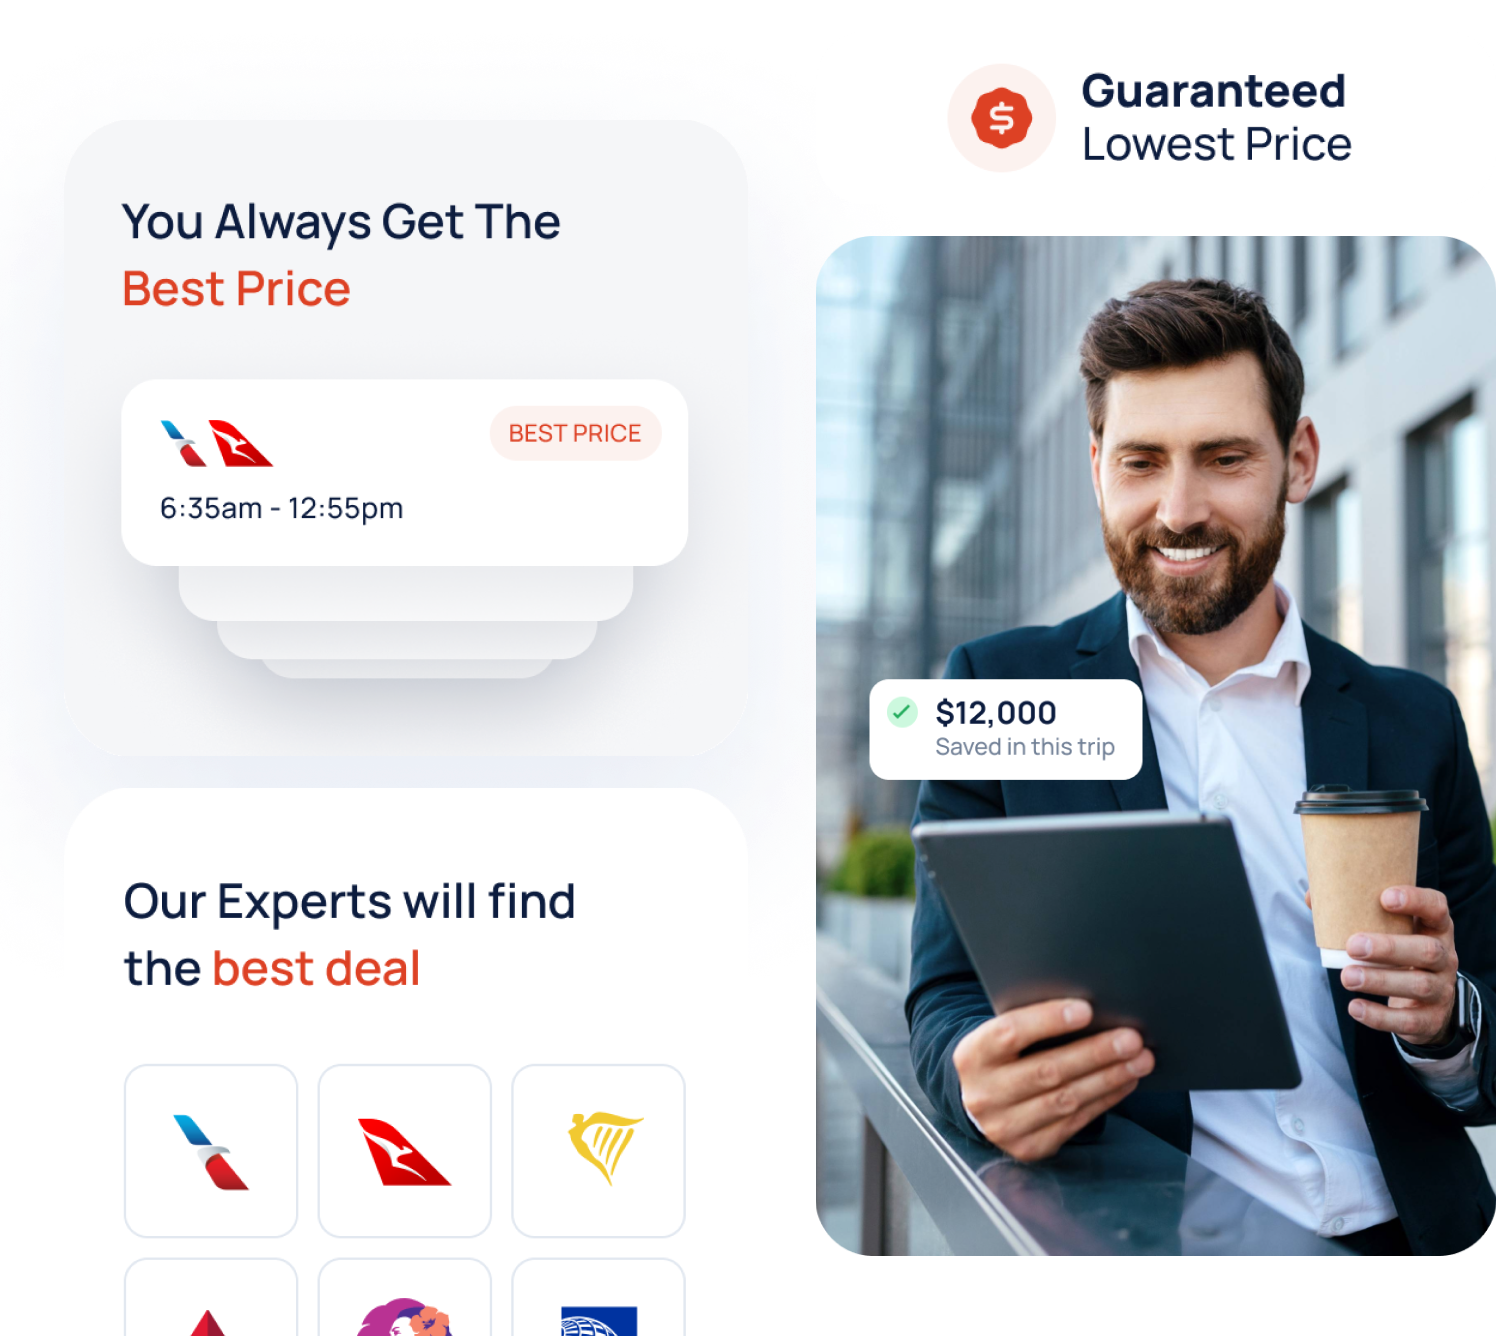 You Always Get The
Best Price
BEST PRICE
6:35am - 12:55pm
Our Experts will find
the best deal
Guaranteed
Lowest Price
$12,000
Saved in this trip